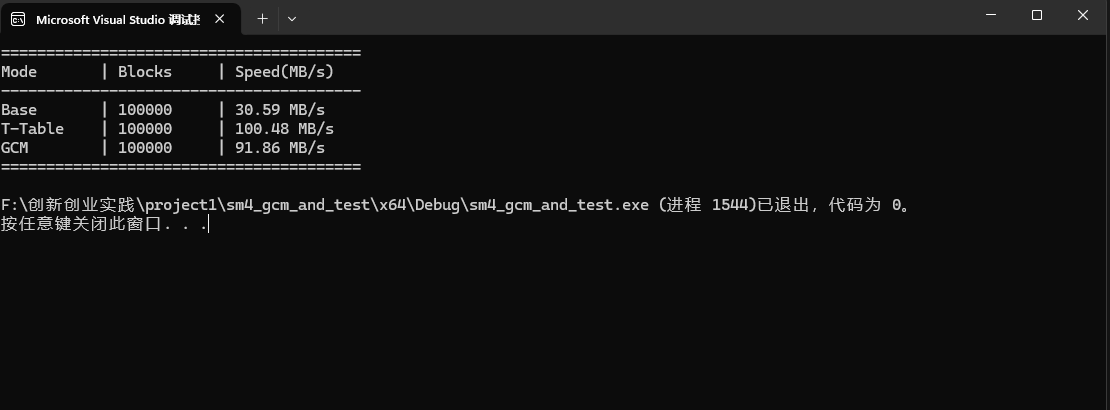 Microsoft Visual Studio 调试
========================================
Mode       | Blocks     | Speed(MB/s)
----------------------------------------
Base       | 100000     | 30.59 MB/s
T-Table    | 100000     | 100.48 MB/s
GCM        | 100000     | 91.86 MB/s
========================================
F:\创新创业实践\project1\sm4_gcm_and_test\x64\Debug\sm4_gcm_and_test.exe (进程 1544)已退出，代码为 0。
按任意键关闭此窗口. . .